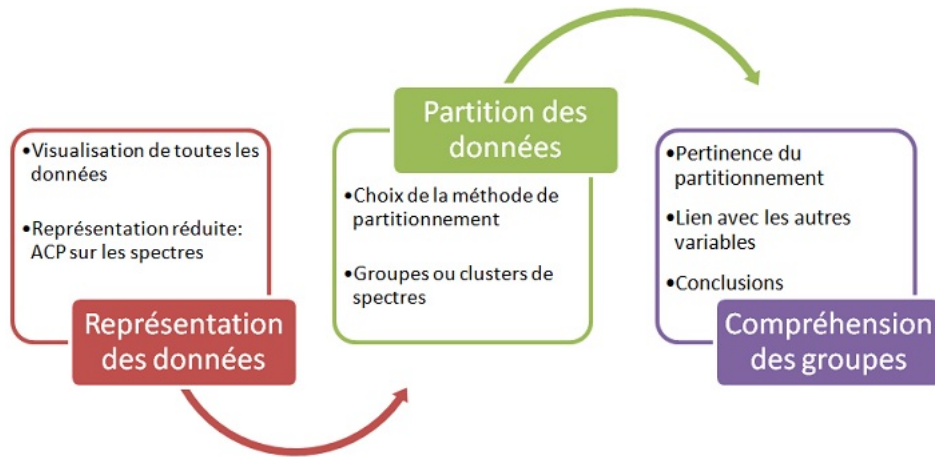 •Visualisation de toutes les
données
•Représentation réduite:
ACP sur les spectres
Représentation
des données
Partition des
données
•Choix de la méthode de
partitionnement
•Groupes ou clusters de
spectres
•Pertinence du
partitionnement
•Lien avec les autres
variables
•Conclusions
Compréhension
des groupes